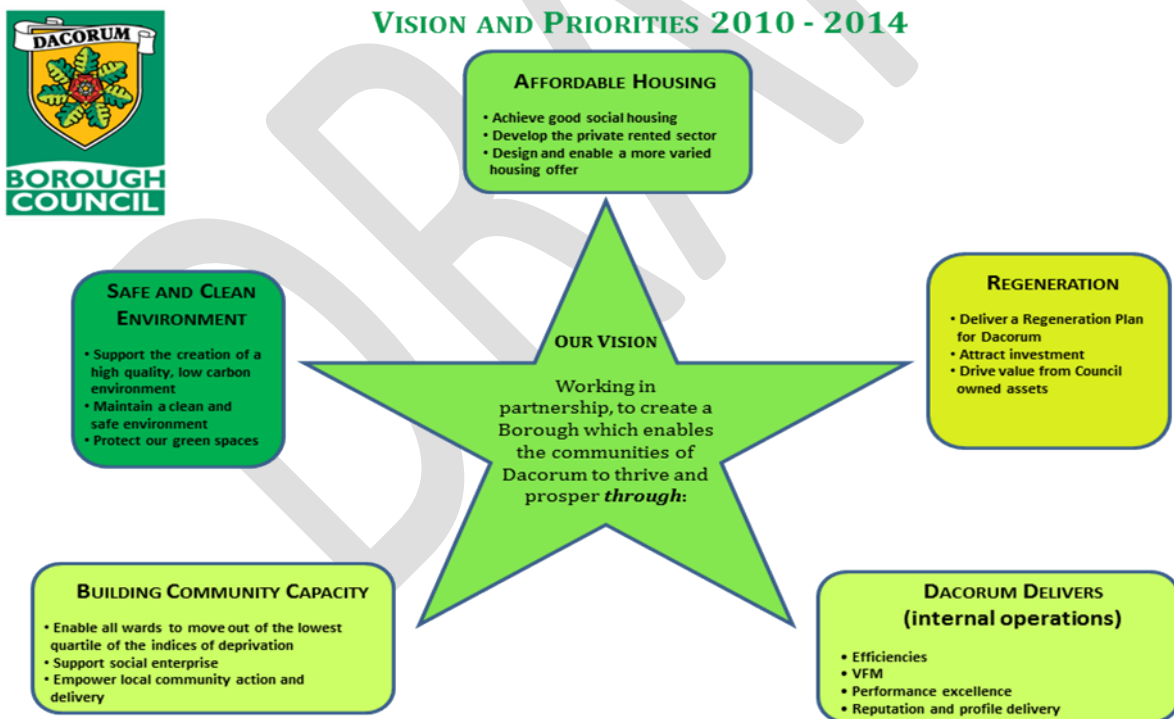 VISION AND PRIORITIES 2010 - 2014
DACORUM
BOROUGH
COUNCIL
AFFORDABLE HOUSING
• Achieve good social housing
• Develop the private rented sector
• Design and enable a more varied
housing offer
SAFE AND CLEAN
ENVIRONMENT
• Support the creation of a
high quality, low carbon
environment
• Maintain a clean and
safe environment
• Protect our green spaces
REGENERATION
• Deliver a Regeneration Plan
for Dacorum
• Attract investment
• Drive value from Council
owned assets
OUR VISION
Working in
partnership, to create a
Borough which enables
the communities of
Dacorum to thrive and
prosper through:
BUILDING COMMUNITY CAPACITY
• Enable all wards to move out of the lowest
quartile of the indices of deprivation
• Support social enterprise
• Empower local community action and
delivery
DACORUM DELIVERS
(internal operations)
• Efficiencies
• VFM
• Performance excellence
• Reputation and profile delivery